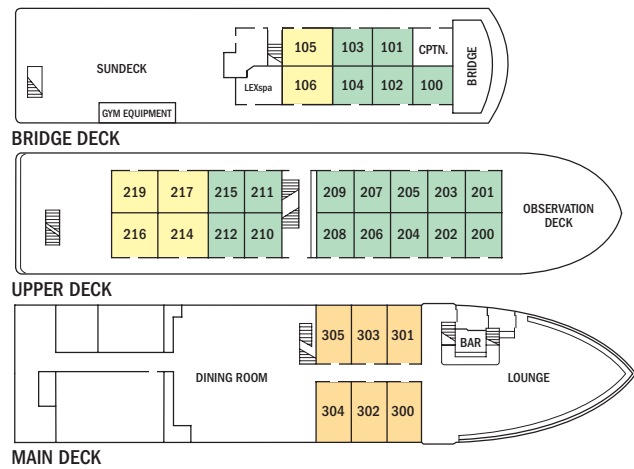 105 103 101 CPTN.
SUNDECK
BRIDGE
LEXspa 106 104 102 100
GYM EQUIPMENT
BRIDGE DECK
219 217 215 211 209 207 205 203 201
OBSERVATION
DECK
216 214 212 210 208 206 204 202 200
UPPER DECK
305 303 301
BAR
DINING ROOM
LOUNGE
304 302 300
MAIN DECK